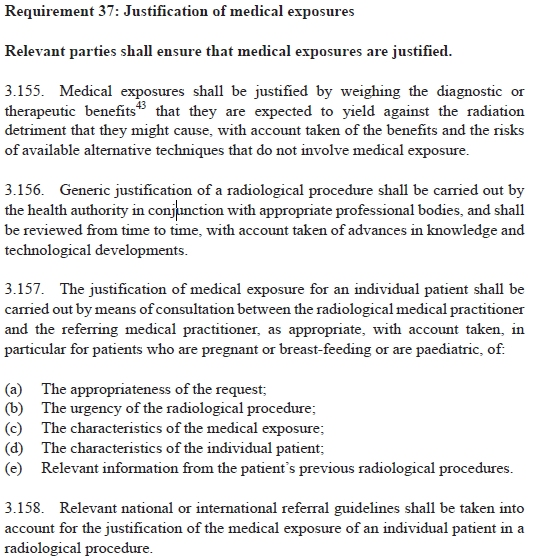 Requirement 37: Justification of medical exposures
Relevant parties shall ensure that medical exposures are justified.
3.155. Medical exposures shall be justified by weighing the diagnostic or
therapeutic benefits43 that they are expected to yield against the radiation
detriment that they might cause, with account taken of the benefits and the risks
of available alternative techniques that do not involve medical exposure.
3.156. Generic justification of a radiological procedure shall be carried out by
the health authority in conjunction with appropriate professional bodies, and shall
be reviewed from time to time, with account taken of advances in knowledge and
technological developments.
3.157. The justification of medical exposure for an individual patient shall be
carried out by means of consultation between the radiological medical practitioner
and the referring medical practitioner, as appropriate, with account taken, in
particular for patients who are pregnant or breast-feeding or are paediatric, of:
(a) The appropriateness of the request;
(b) The urgency of the radiological procedure;
(c) The characteristics of the medical exposure;
(d) The characteristics of the individual patient;
(e) Relevant information from the patient's previous radiological procedures.
3.158. Relevant national or international referral guidelines shall be taken into
account for the justification of the medical exposure of an individual patient in a
radiological procedure.